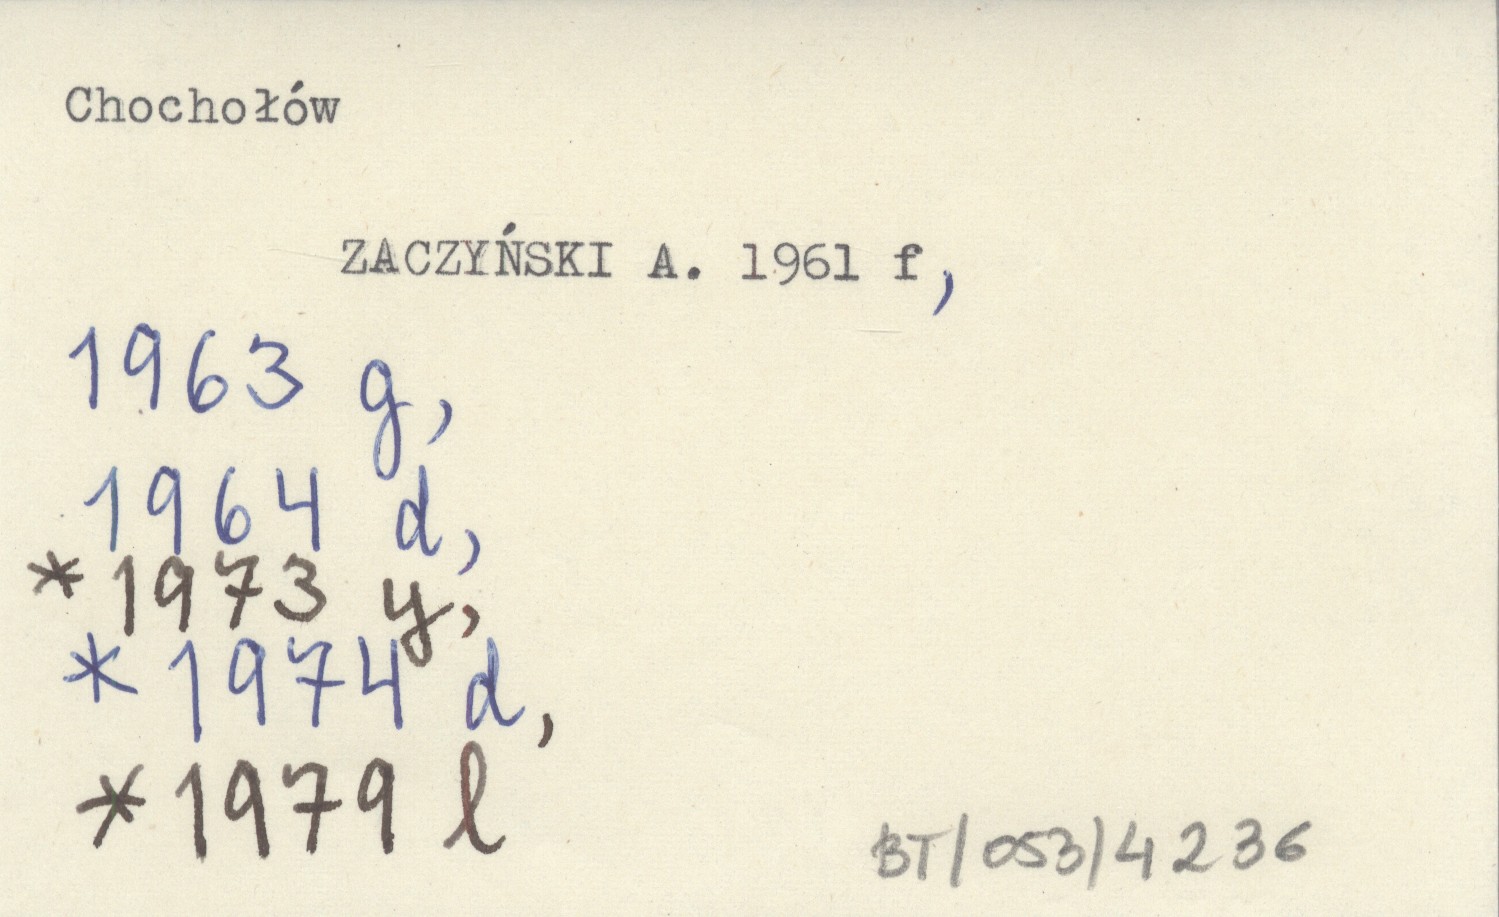 Chochołów
ZACZYŃSKI A. 1961 f,
1963 g,
1964 d,
*1973 y,
*1974 d,
*1979 l
BT/053/4236